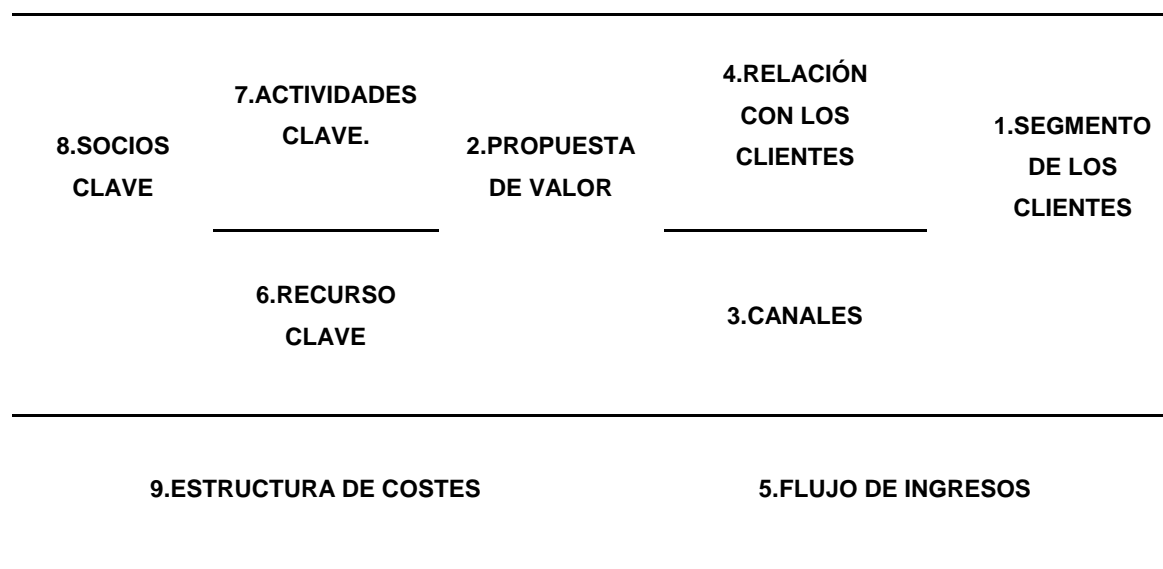 8.SOCIOS
CLAVE
7.ACTIVIDADES
CLAVE.
6.RECURSO
CLAVE
2.PROPUESTA
DE VALOR
4.RELACIÓN
CON LOS
CLIENTES
3.CANALES
1.SEGMENTO
DE LOS
CLIENTES
9.ESTRUCTURA DE COSTES
5.FLUJO DE INGRESOS